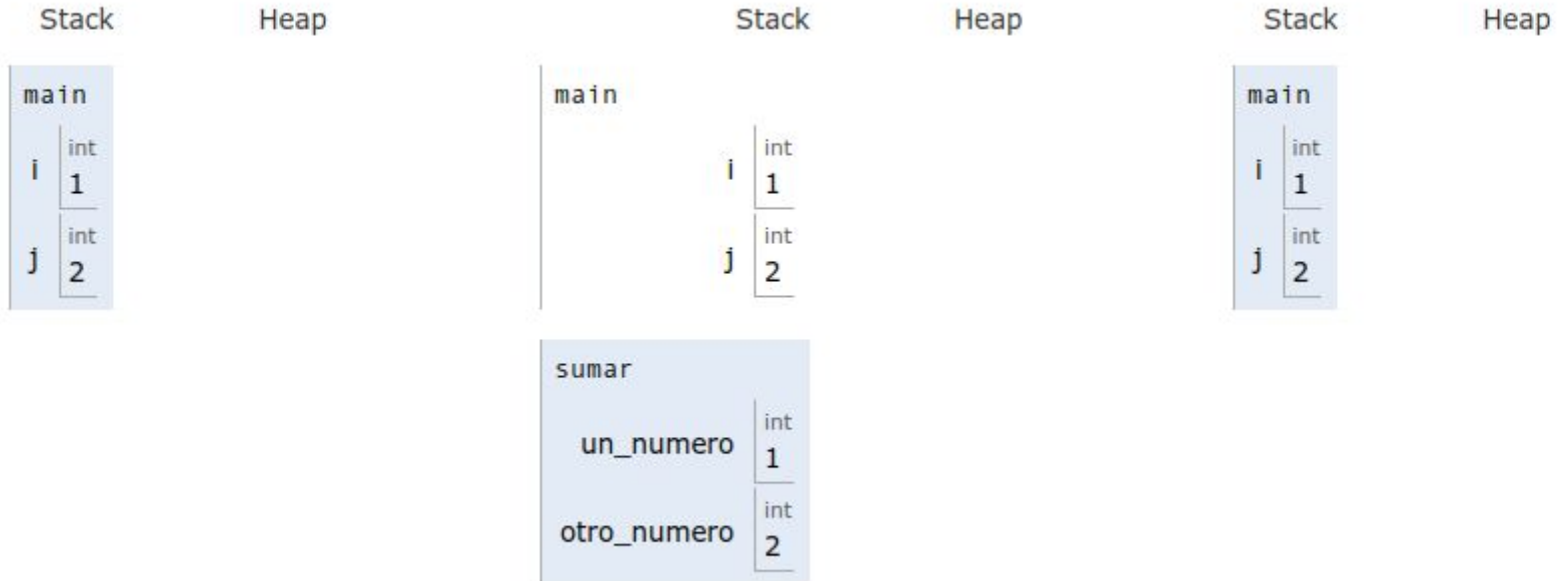 Stack Heap
main
int
i 1
int
j 2
Stack Heap
main
int
i 1
int
j 2
sumar
int
un_numero 1
int
otro_numero 2
Stack Heap
main
int
i 1
int
j 2